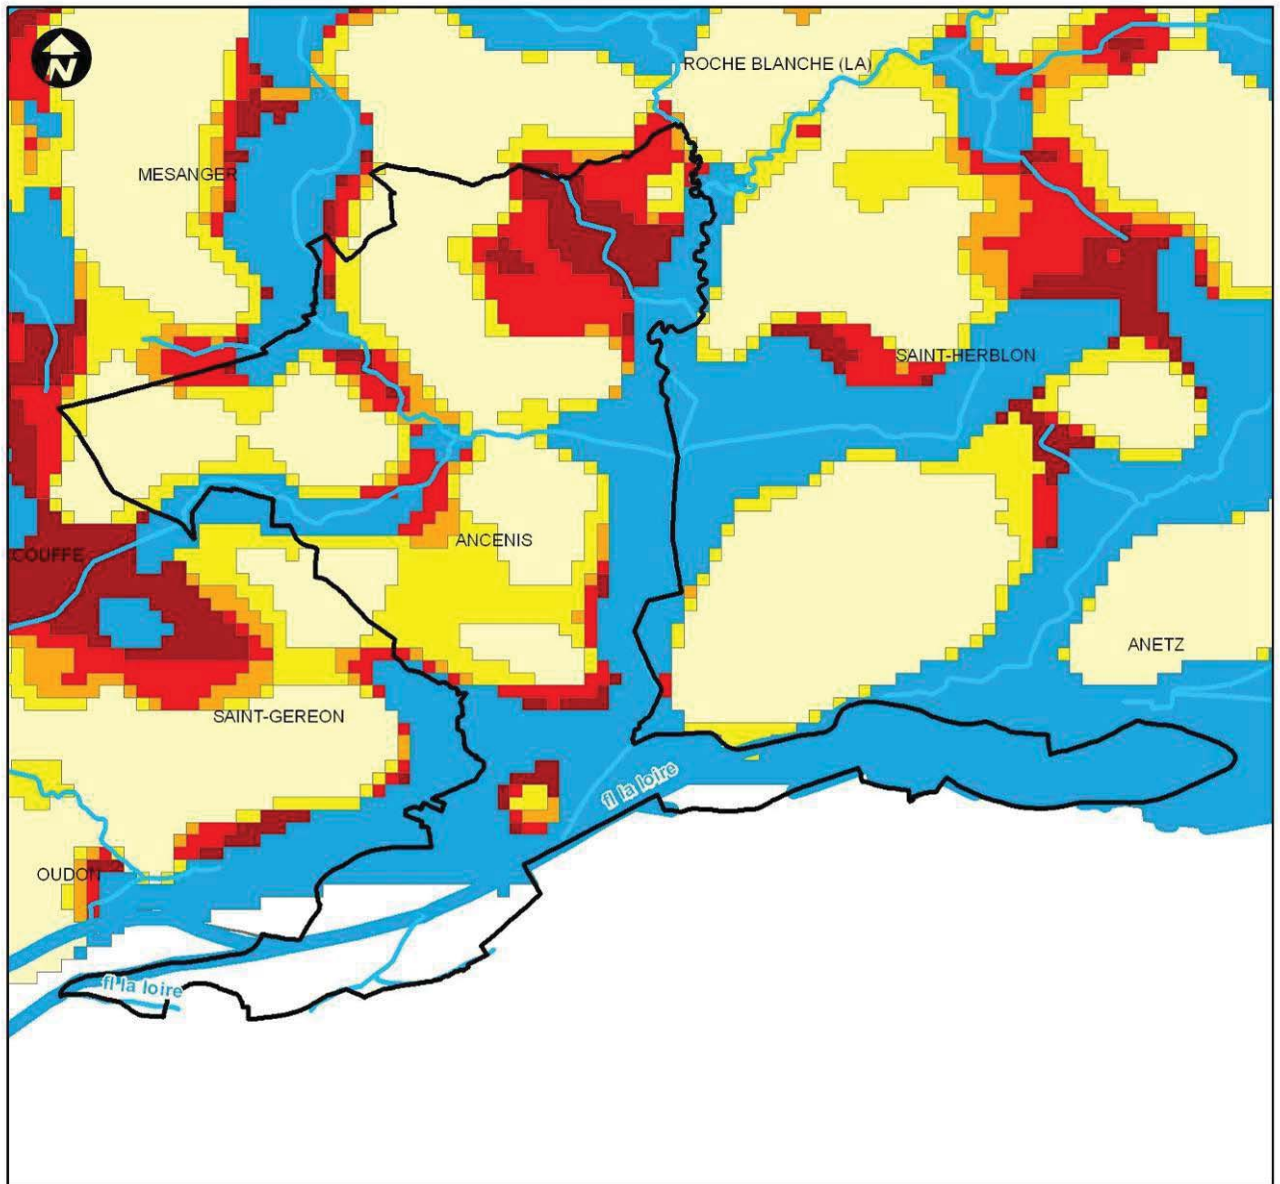 N
ROCHE BLANCHE (LA)
MESANGER
SAINT-HERBLON
ANCENIS
COUFFE
ANETZ
SAINT-GEREON
fl la loire
OUDON
fl la loire